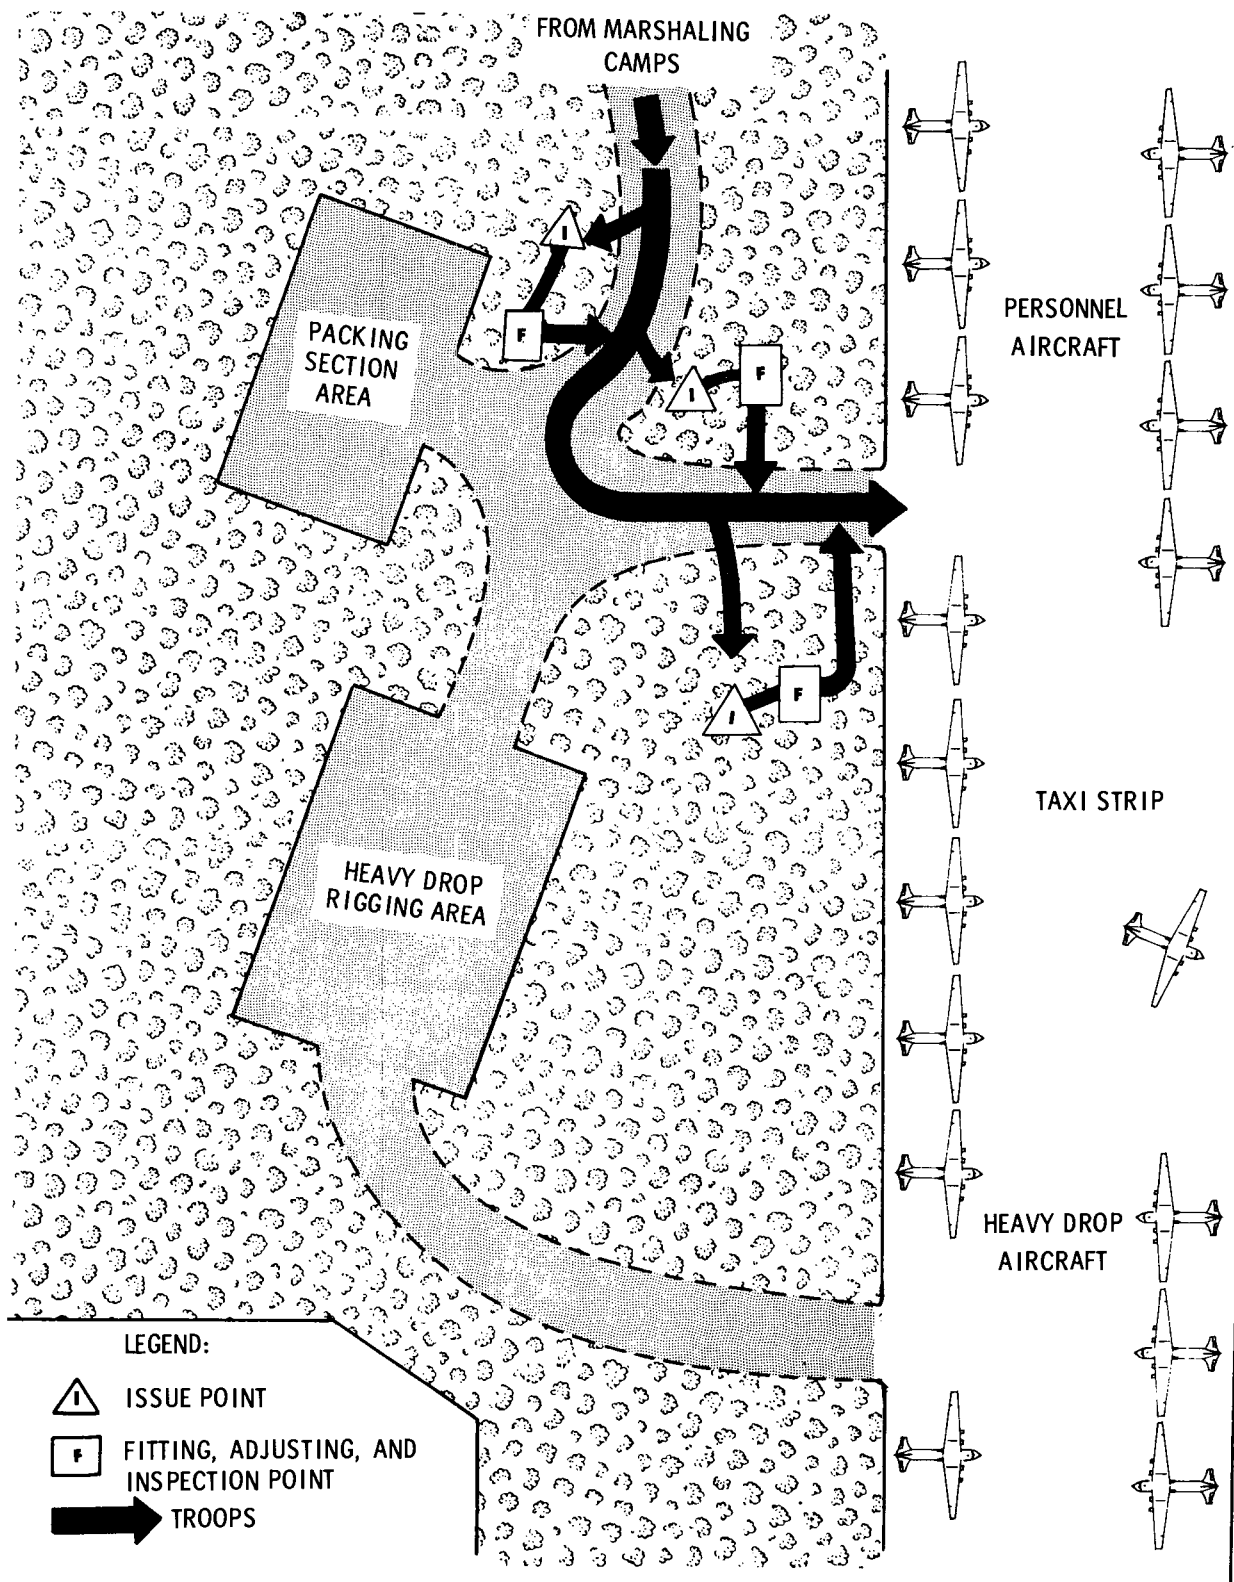 FROM MARSHALING
CAMPS
I
F
PACKING
SECTION
AREA
I
F
PERSONNEL
AIRCRAFT
I
F
TAXI STRIP
HEAVY DROP
RIGGING AREA
HEAVY DROP
AIRCRAFT
LEGEND:
I ISSUE POINT
F FITTING, ADJUSTING, AND
INSPECTION POINT
TROOPS